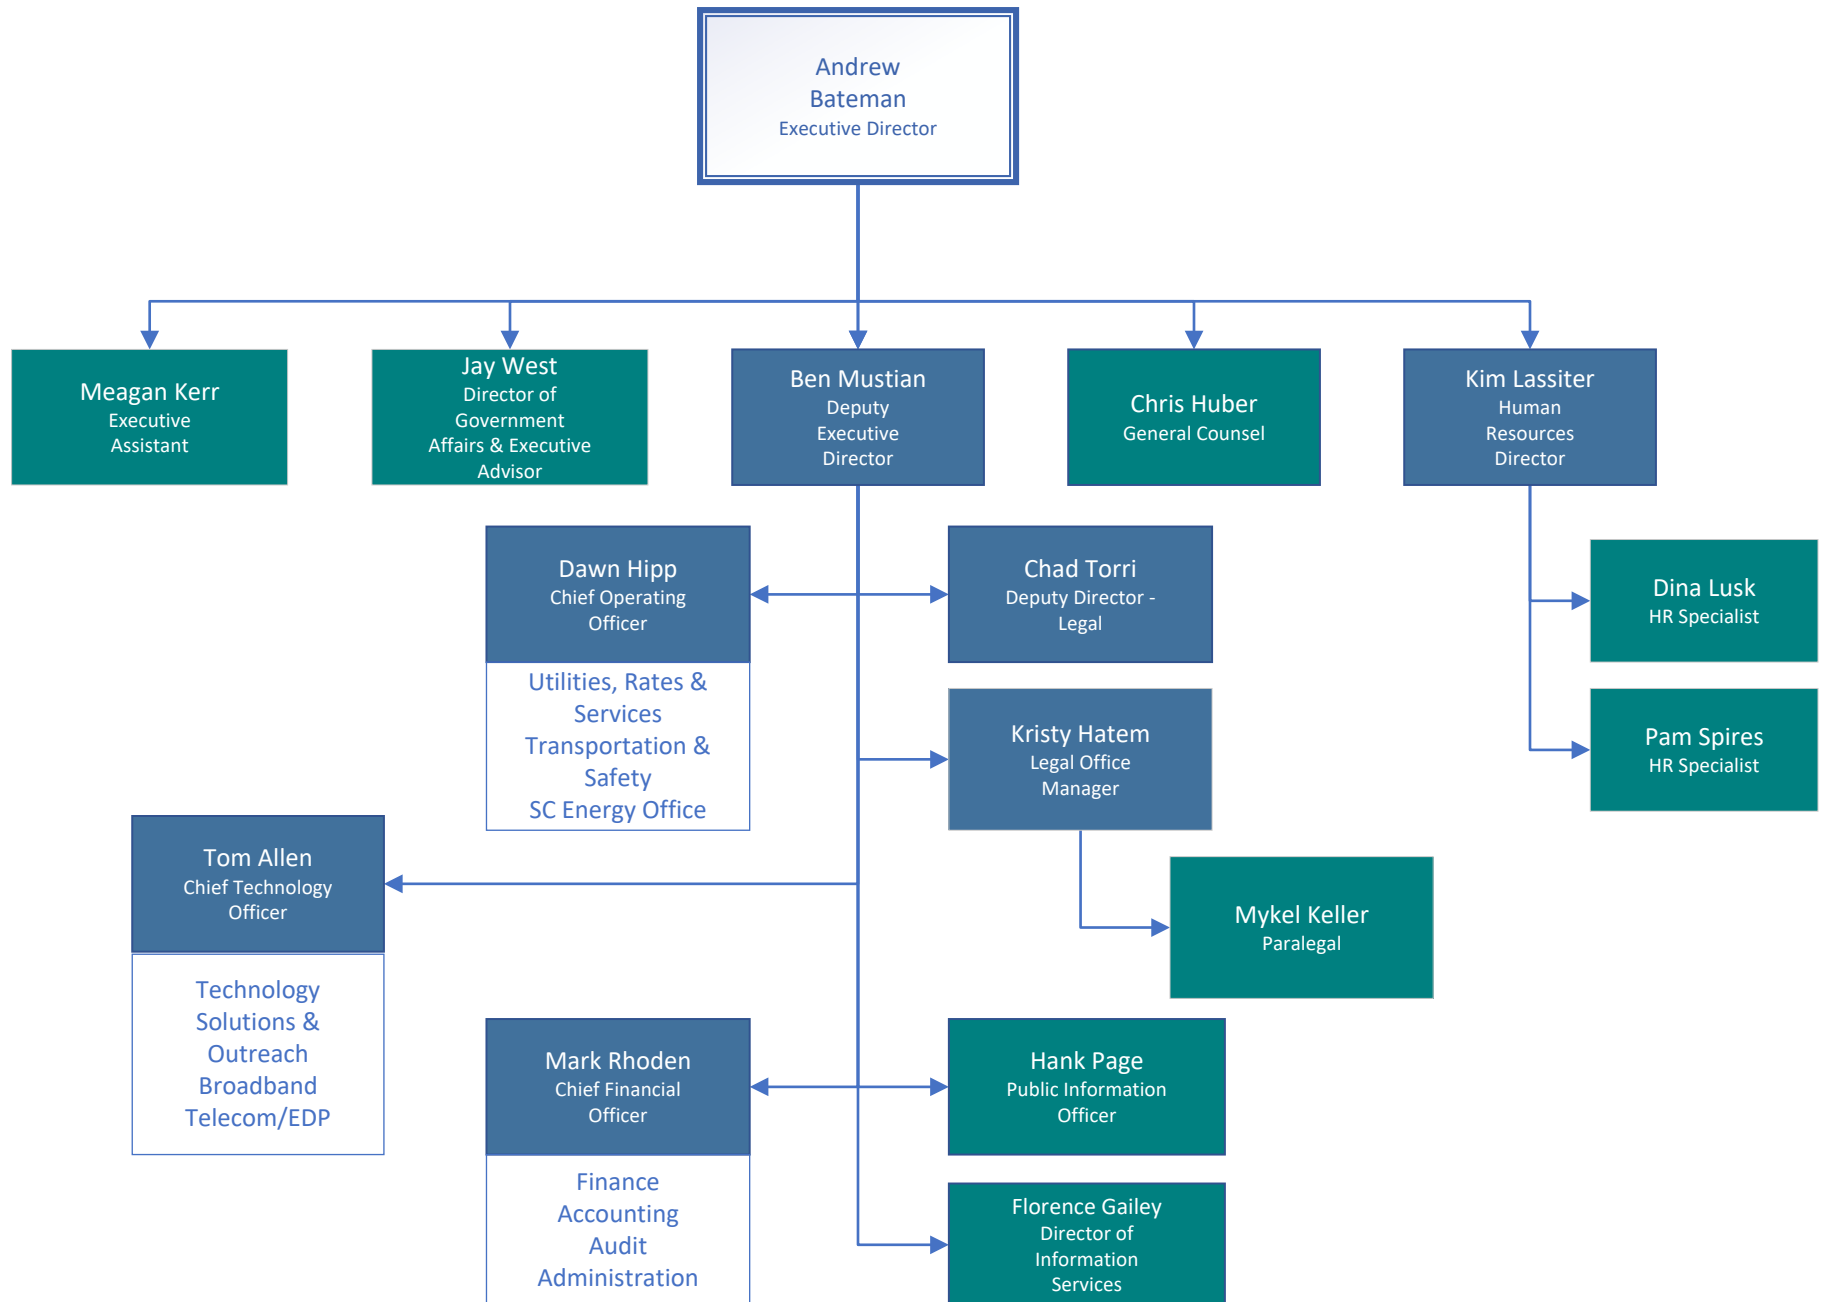 Andrew
Bateman
Executive Director
Meagan Kerr
Executive
Assistant
Jay West
Director of
Government
Affairs & Executive
Advisor
Ben Mustian
Deputy
Executive
Director
Chris Huber
General Counsel
Kim Lassiter
Human
Resources
Director
Dawn Hipp
Chief Operating
Officer
Utilities, Rates &
Services
Transportation &
Safety
SC Energy Office
Chad Torri
Deputy Director -
Legal
Dina Lusk
HR Specialist
Kristy Hatem
Legal Office
Manager
Pam Spires
HR Specialist
Tom Allen
Chief Technology
Officer
Technology
Solutions &
Outreach
Broadband
Telecom/EDP
Mykel Keller
Paralegal
Mark Rhoden
Chief Financial
Officer
Finance
Accounting
Audit
Administration
Hank Page
Public Information
Officer
Florence Gailey
Director of
Information
Services